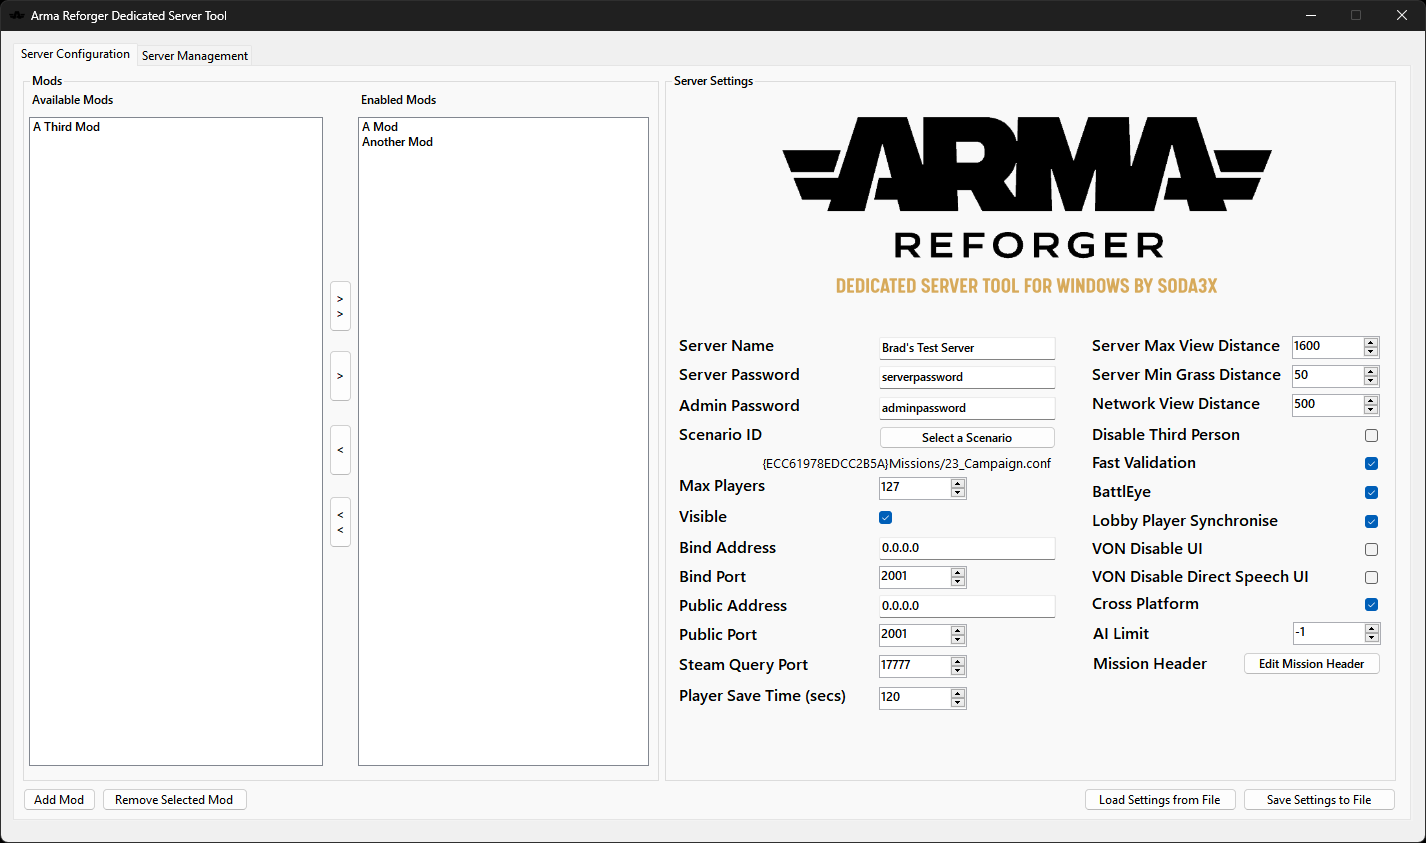 Arma Reforger Dedicated Server Tool
Server Configuration
Server Management
Mods
Available Mods
A Third Mod
>
>
>
<
<
<
Enabled Mods
A Mod
Another Mod
Add Mod
Remove Selected Mod
Server Settings
ARMA
REFORGER
DEDICATED SERVER TOOL FOR WINDOWS BY SODA3X
Server Name
Brad's Test Server
Server Password
serverpassword
Admin Password
adminpassword
Scenario ID
Select a Scenario
{ECC61978EDCC2B5A}Missions/23_Campaign.conf
Max Players
127
Visible
Bind Address
0.0.0.0
Bind Port
2001
Public Address
0.0.0.0
Public Port
2001
Steam Query Port
17777
Player Save Time (secs)
120
Server Max View Distance
1600
Server Min Grass Distance
50
Network View Distance
500
Disable Third Person
Fast Validation
BattlEye
Lobby Player Synchronise
VON Disable UI
VON Disable Direct Speech UI
Cross Platform
AI Limit
-1
Mission Header
Edit Mission Header
Load Settings from File
Save Settings to File